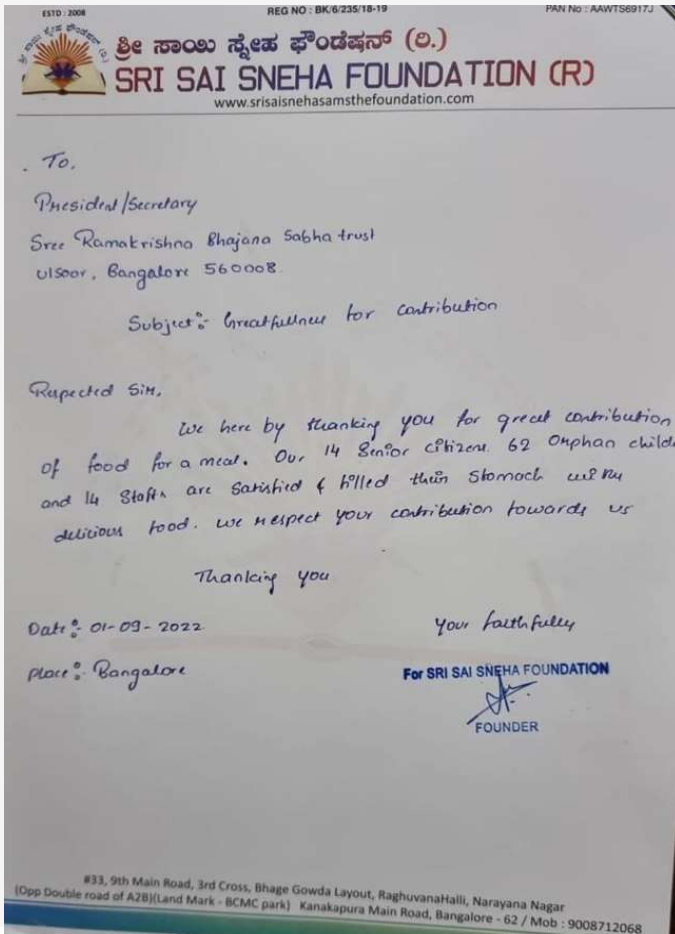 ESTD : 2008
REG NO : BK/6/235/18-19
PAN No : AAWTS6917J
ಶ್ರೀ ಸಾಯಿ ಸ್ನೇಹ ಫೌಂಡೆಷನ್ (ರಿ.)
SRI SAI SNEHA FOUNDATION (R)
www.srisaisnehasamsthefoundation.com
To,
President/Secretary
Sree Ramakrishna Bhajana Sabha trust
Ulsoor, Bangalore 560008.
Subject:- Greatfullness for contribution
Respected Sir,
We here by thanking you for great contribution
of food for a meal. Our 14 Senior Citizens. 62 Orphan child
and 14 Staffs are Satisfied & filled their Stomach with
delicious food. we respect your contribution towards us
Thanking you
Date:- 01-09-2022.
Your faithfully
place:- Bangalore
For SRI SAI SNEHA FOUNDATION
FOUNDER
#33, 9th Main Road, 3rd Cross, Bhage Gowda Layout, RaghuvanaHalli, Narayana Nagar
(Opp Double road of A2B)(Land Mark - BCMC park) Kanakapura Main Road, Bangalore - 62 / Mob : 9008712068